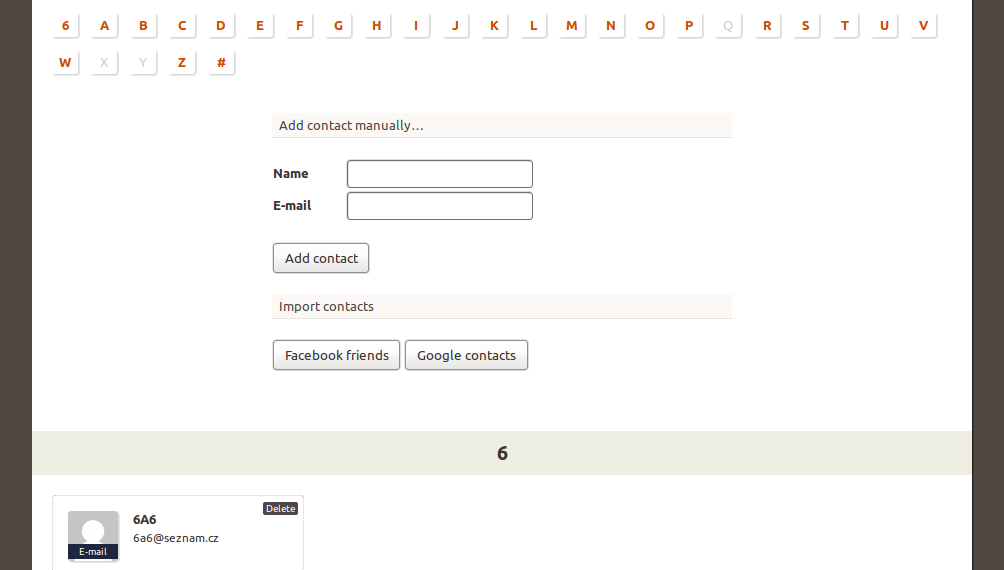 6 A B C D E F G H I J K L M N O P Q R S T U V
W X Y Z #
Add contact manually...
Name
E-mail
Add contact
Import contacts
Facebook friends Google contacts
6
Delete
6A6
6a6@seznam.cz
E-mail